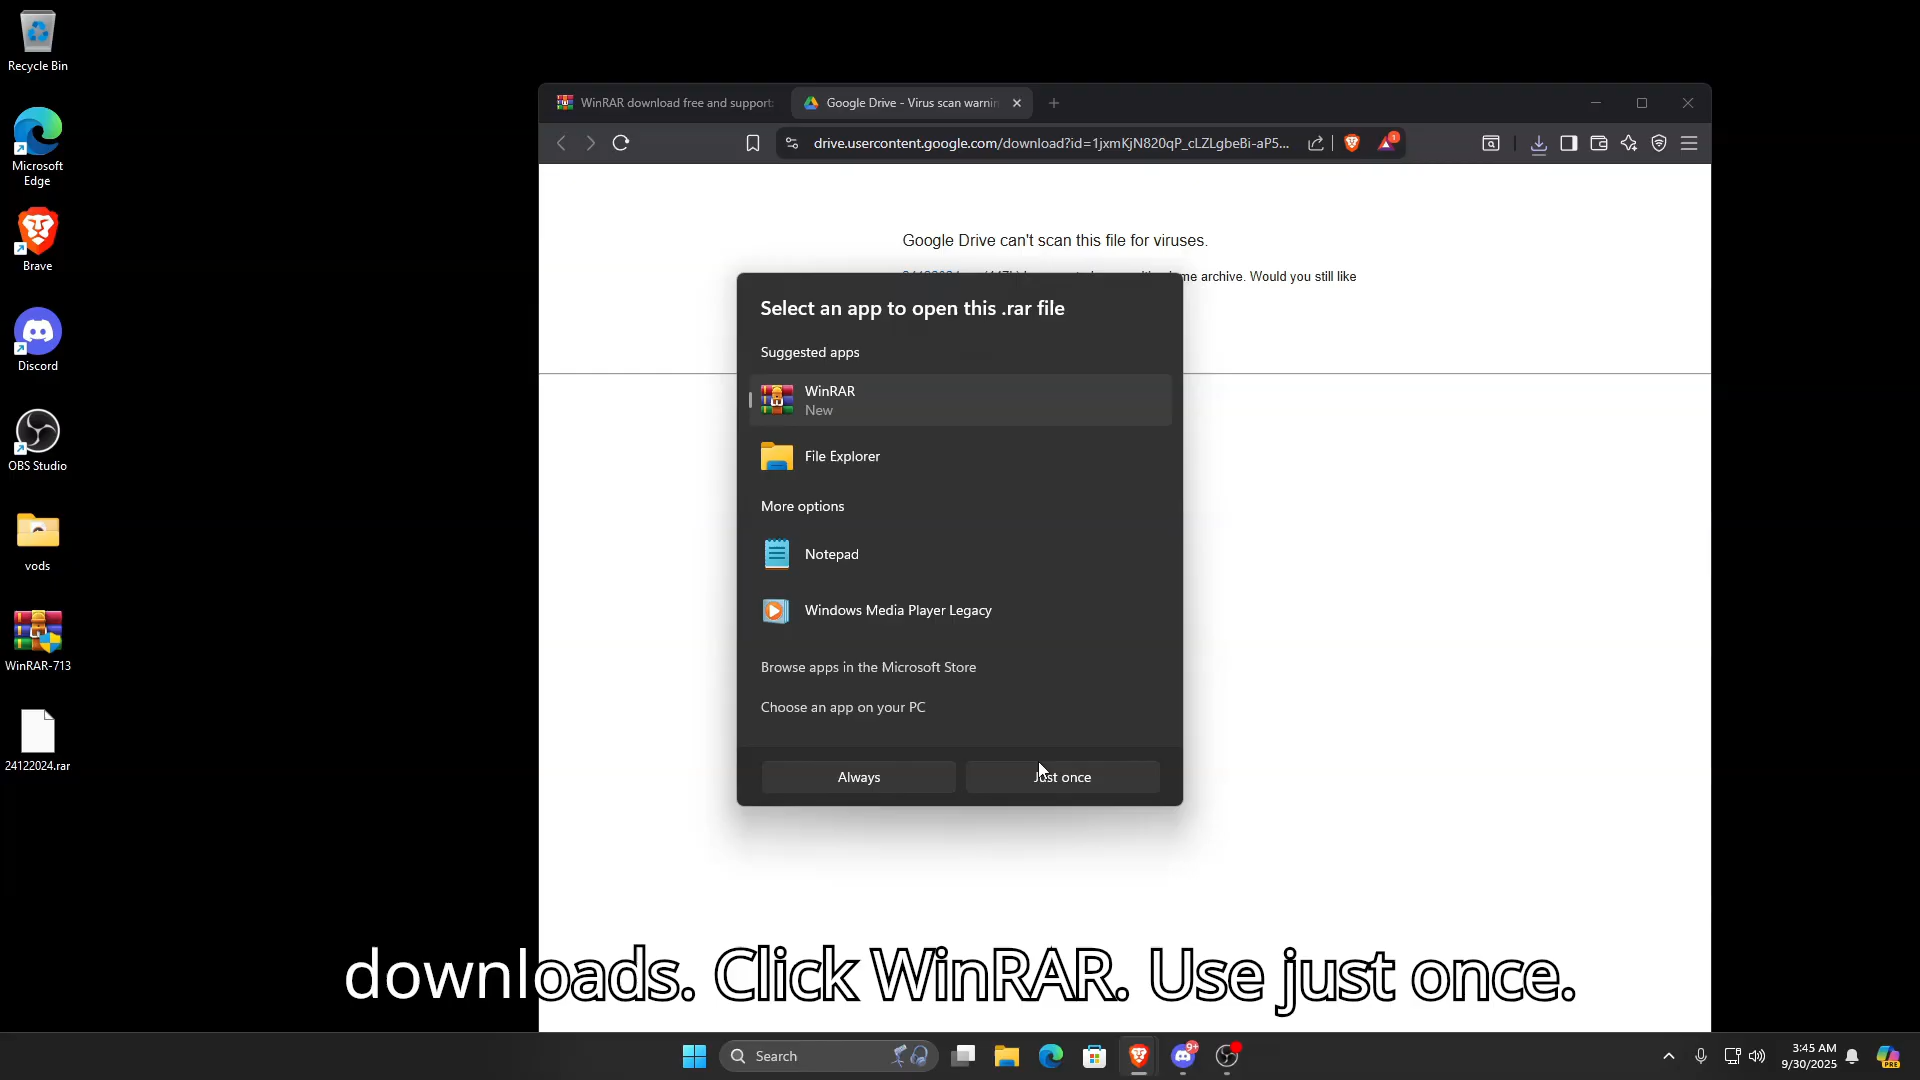 Recycle Bin
Microsoft
Edge
Brave
Discord
OBS Studio
vods
WinRAR-713
24122024.rar
WinRAR download free and support:
Google Drive - Virus scan warnin
drive.usercontent.google.com/download?id=1jxmKjN820qP_cLZLgbeBi-aP5...
1
Google Drive can't scan this file for viruses.
me archive. Would you still like
Select an app to open this .rar file
Suggested apps
WinRAR
New
File Explorer
More options
Notepad
Windows Media Player Legacy
Browse apps in the Microsoft Store
Choose an app on your PC
Always
Just once
downloads. Click WinRAR. Use just once.
Search
9+
3:45 AM
9/30/2025
PRE